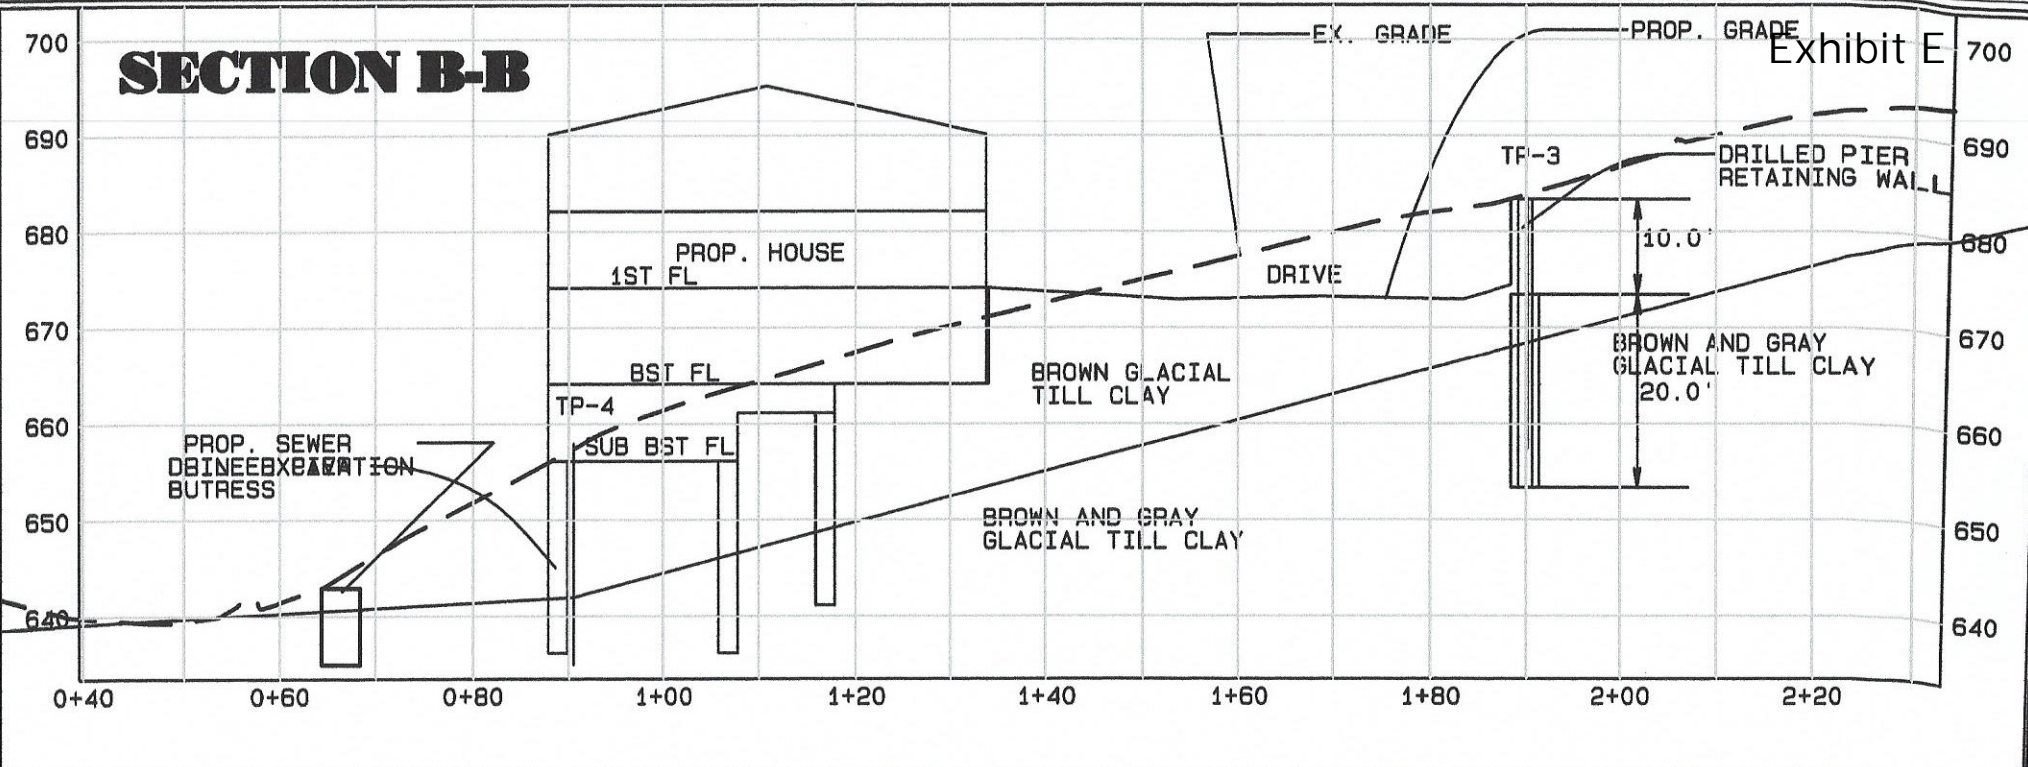 SECTION B-B
Exhibit E
EX. GRADE
PROP. GRADE
700
700
690
690
680
680
670
670
660
660
650
650
640
640
TP-3
DRILLED PIER
RETAINING WALL
10.0'
PROP. HOUSE
1ST FL
DRIVE
BROWN AND GRAY
GLACIAL TILL CLAY
20.0'
BST FL
BROWN GLACIAL
TILL CLAY
TP-4
SUB BST FL
PROP. SEWER
BUTRESS
BROWN AND GRAY
GLACIAL TILL CLAY
0+40 0+60 0+80 1+00 1+20 1+40 1+60 1+80 2+00 2+20